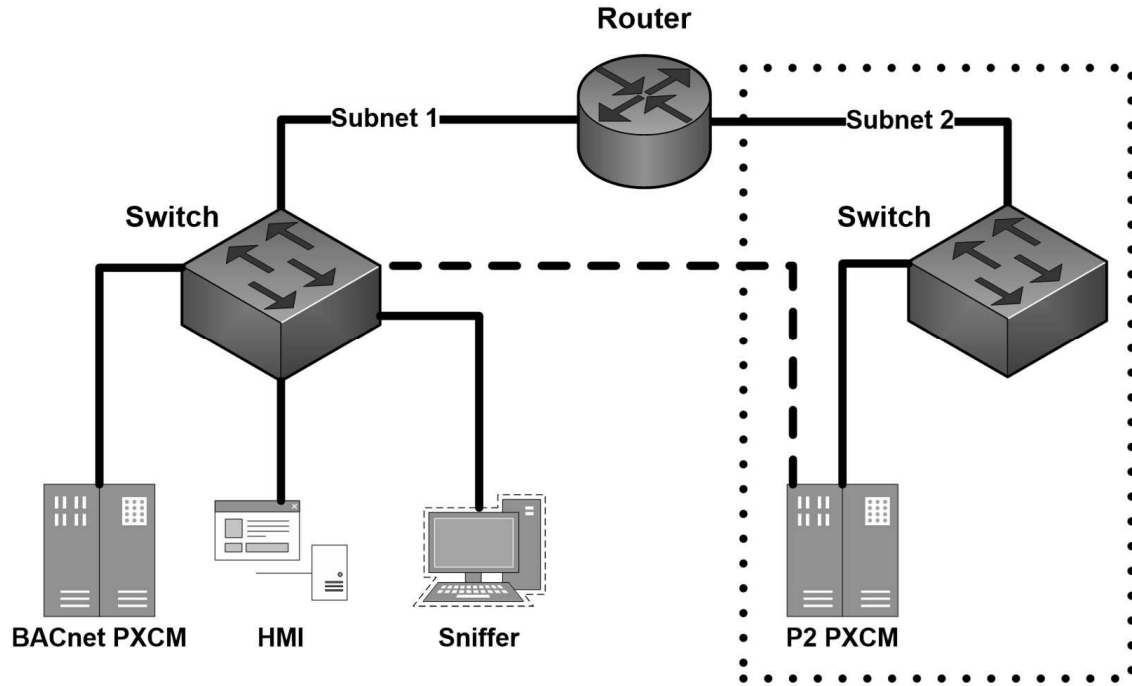 Router
Subnet 1
Subnet 2
Switch
Switch
BACnet PXCM
HMI
Sniffer
P2 PXCM